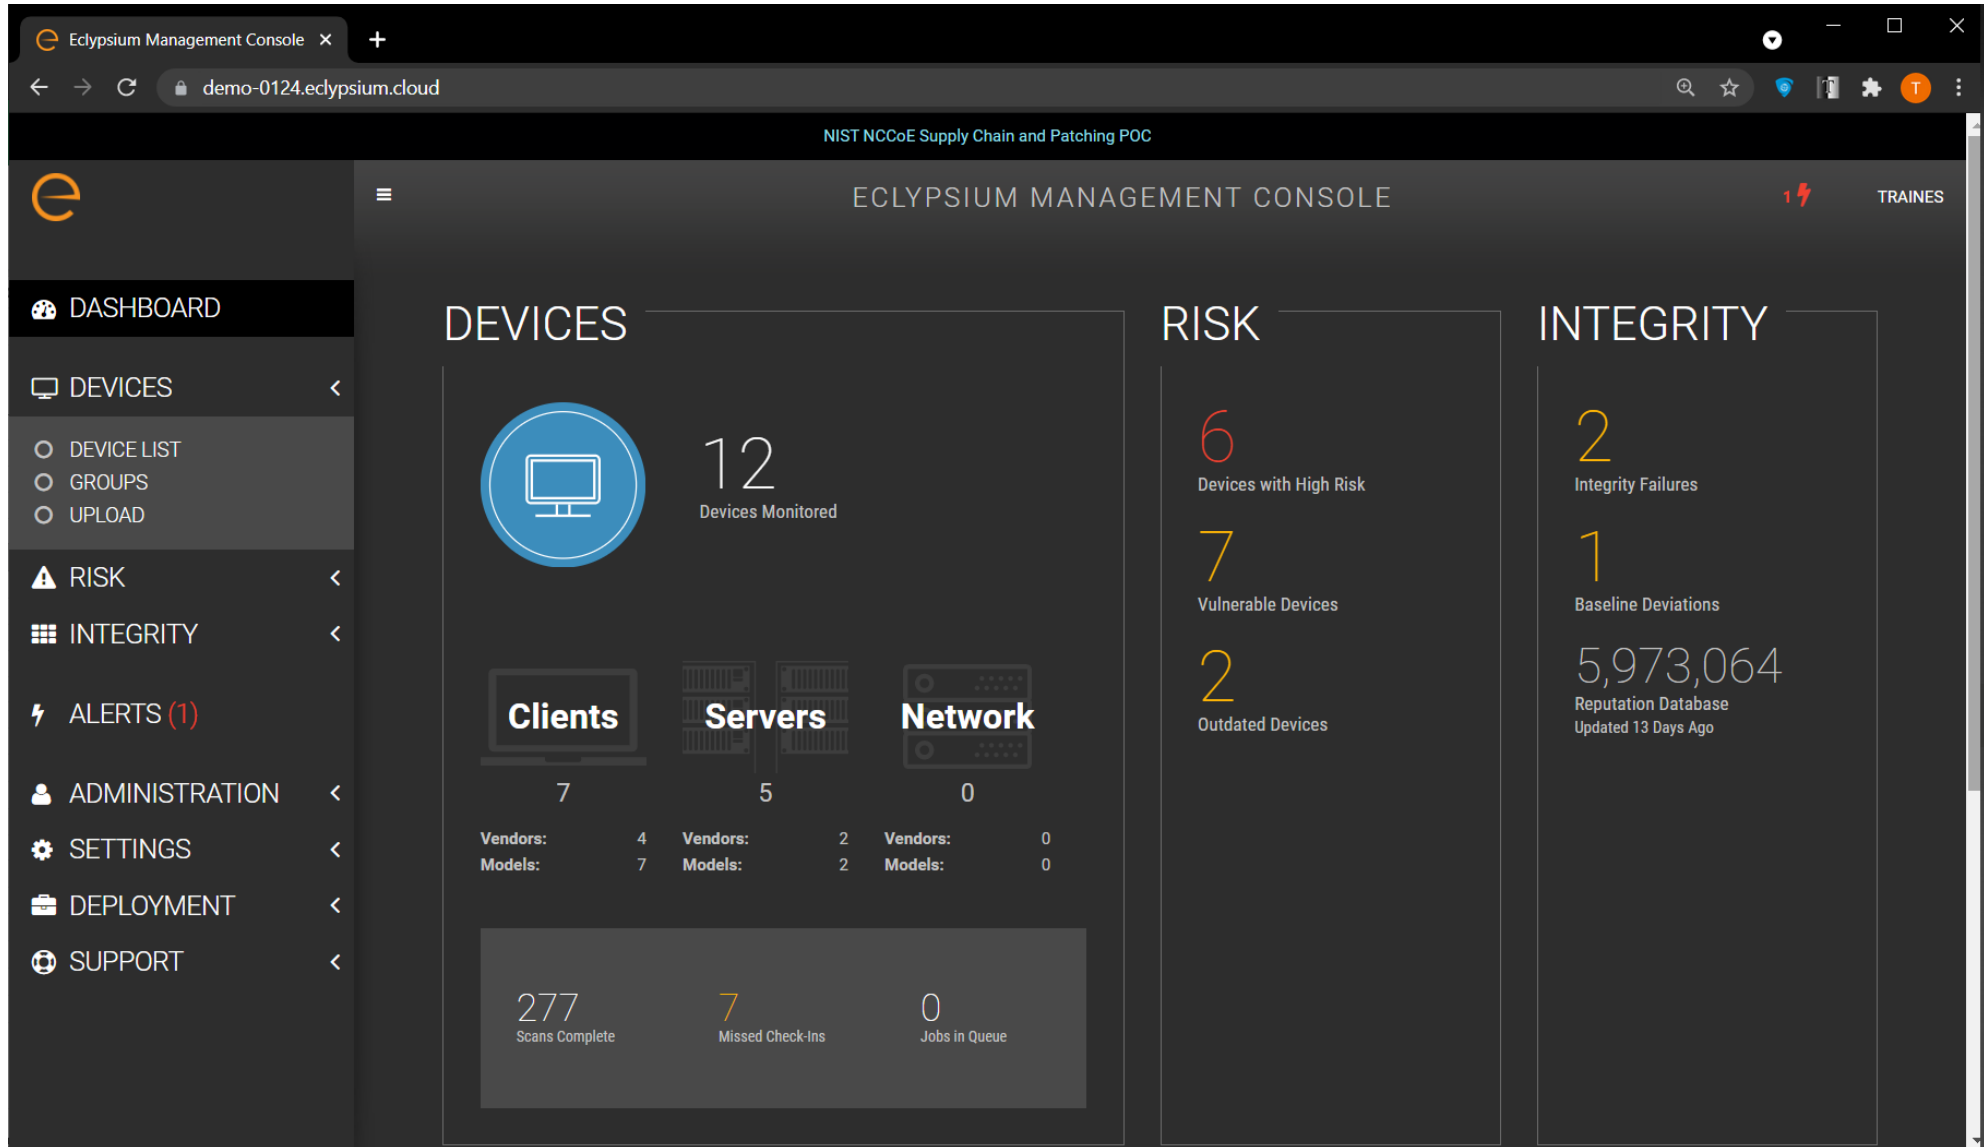 Eclypsium Management Console
demo-0124.eclypsium.cloud
T
NIST NCCoE Supply Chain and Patching POC
ECLYPSIUM MANAGEMENT CONSOLE
1
TRAINES
DASHBOARD
DEVICES
DEVICE LIST
GROUPS
UPLOAD
RISK
INTEGRITY
ALERTS (1)
ADMINISTRATION
SETTINGS
DEPLOYMENT
SUPPORT
DEVICES
12
Devices Monitored
Clients
Servers
Network
7
5
0
Vendors: 4
Models: 7
Vendors: 2
Models: 2
Vendors: 0
Models: 0
277
Scans Complete
7
Missed Check-Ins
0
Jobs in Queue
RISK
6
Devices with High Risk
7
Vulnerable Devices
2
Outdated Devices
INTEGRITY
2
Integrity Failures
1
Baseline Deviations
5,973,064
Reputation Database
Updated 13 Days Ago